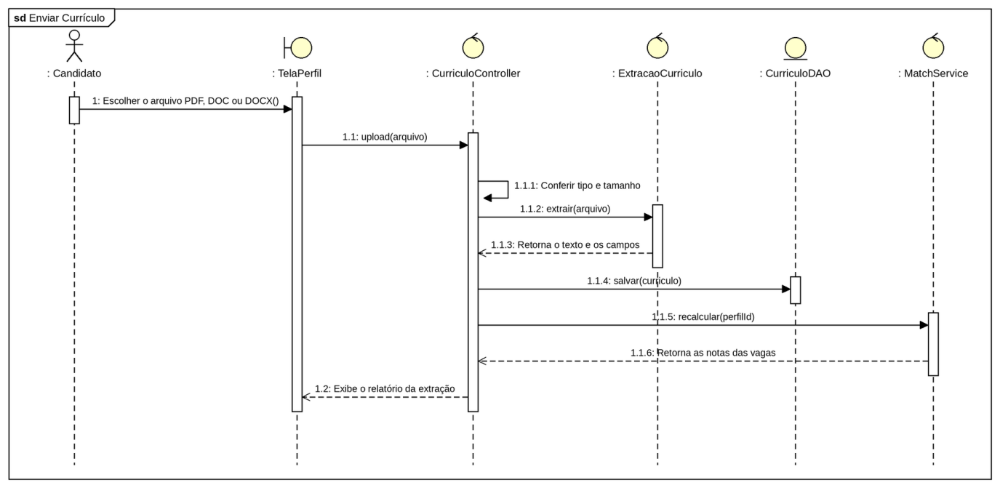 sd Enviar Currículo
: Candidato
: TelaPerfil
: CurriculoController
: ExtracaoCurriculo
: CurriculoDAO
: MatchService
1: Escolher o arquivo PDF, DOC ou DOCX()
1.1: upload(arquivo)
1.1.1: Conferir tipo e tamanho
1.1.2: extrair(arquivo)
1.1.3: Retorna o texto e os campos
1.1.4: salvar(curriculo)
1.1.5: recalcular(perfilId)
1.1.6: Retorna as notas das vagas
1.2: Exibe o relatório da extração